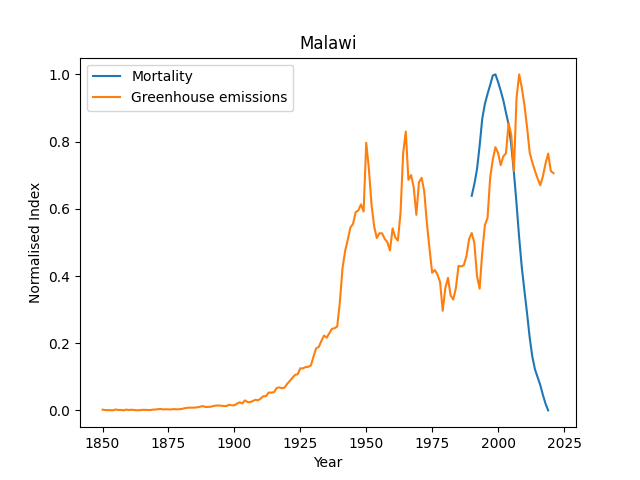 Malawi
Mortality
Greenhouse emissions
1.0
0.8
0.6
0.4
0.2
0.0
Normalised Index
1850 1875 1900 1925 1950 1975 2000 2025
Year